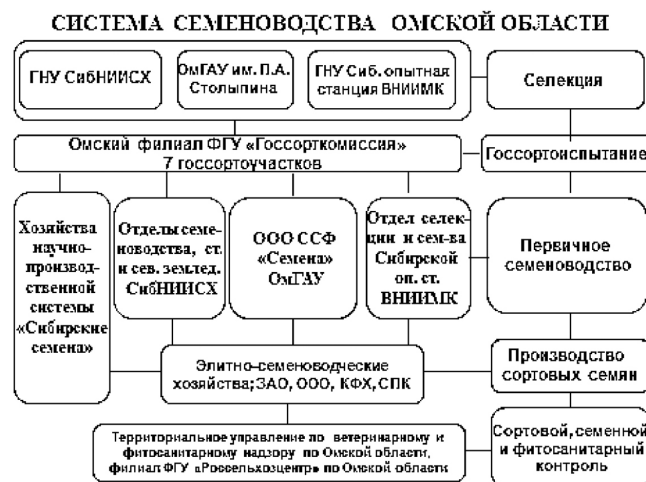 СИСТЕМА СЕМЕНОВОДСТВА ОМСКОЙ ОБЛАСТИ
ГНУ СибНИИСХ
ОмГАУ им. П.А.
Столыпина
ГНУ Сиб. опытная
станция ВНИИМК
Селекция
Омский филиал ФГУ «Госсорткомиссия»
7 госсортоучастков
Госсортоиспытание
Хозяйства
научно-
производ-
ственной
системы
«Сибирские
семена»
Отделы семе-
новодства, ст.
и сев. землед.
СибНИИСХ
ООО ССФ
«Семена»
ОмГАУ
Отдел селек-
ции и сем-ва
Сибирской
оп. ст.
ВНИИМК
Первичное
семеноводство
Элитно-семеноводческие
хозяйства; ЗАО, ООО, КФХ, СПК
Производство
сортовых семян
Территориальное управление по ветеринарному и
фитосанитарному надзору по Омской области,
филиал ФГУ «Россельхозцентр» по Омской области
Сортовой, семенной
и фитосанитарный
контроль